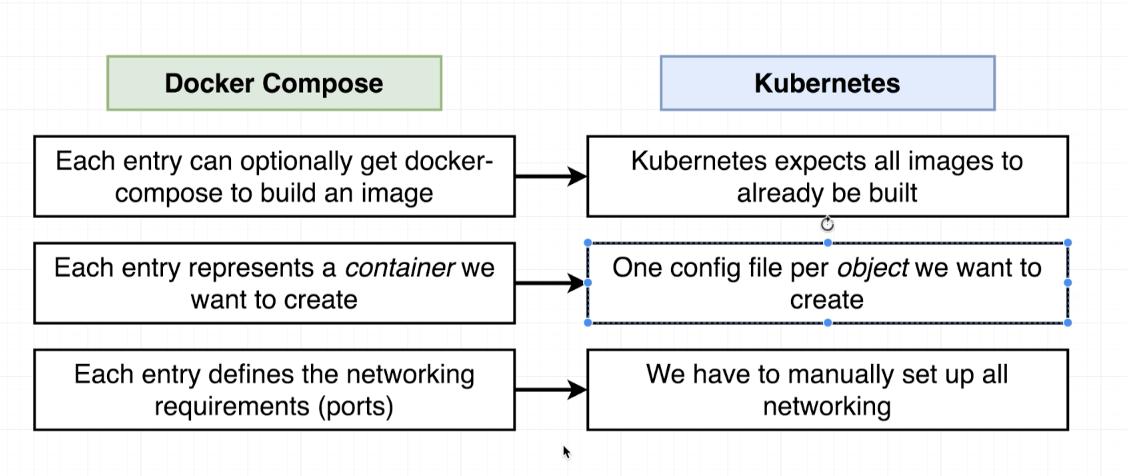 Docker Compose
Kubernetes
Each entry can optionally get docker-
compose to build an image
Kubernetes expects all images to
already be built
Each entry represents a container we
want to create
One config file per object we want to
create
Each entry defines the networking
requirements (ports)
We have to manually set up all
networking